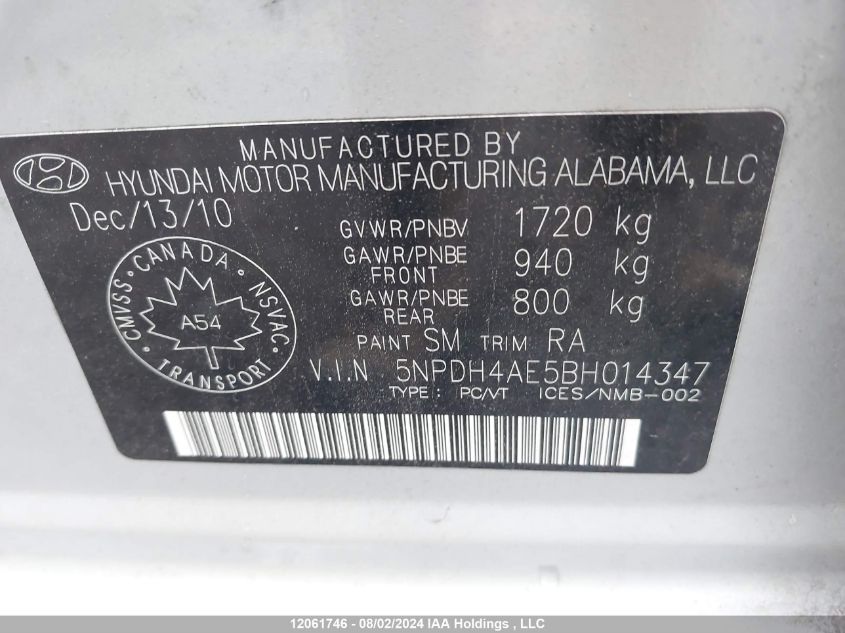 MANUFACTURED BY
HYUNDAI MOTOR MANUFACTURING ALABAMA, LLC
Dec/13/10
GVWR/PNBV 1720 kg
GAWR/PNBE FRONT 940 kg
GAWR/PNBE REAR 800 kg
PAINT SM TRIM RA
V.I.N 5NPDH4AE5BH014347
TYPE: PC/VT ICES/NMB-002
CANADA
CMVSS NSVAC
A54
TRANSPORT
12061746 - 08/02/2024 IAA Holdings , LLC